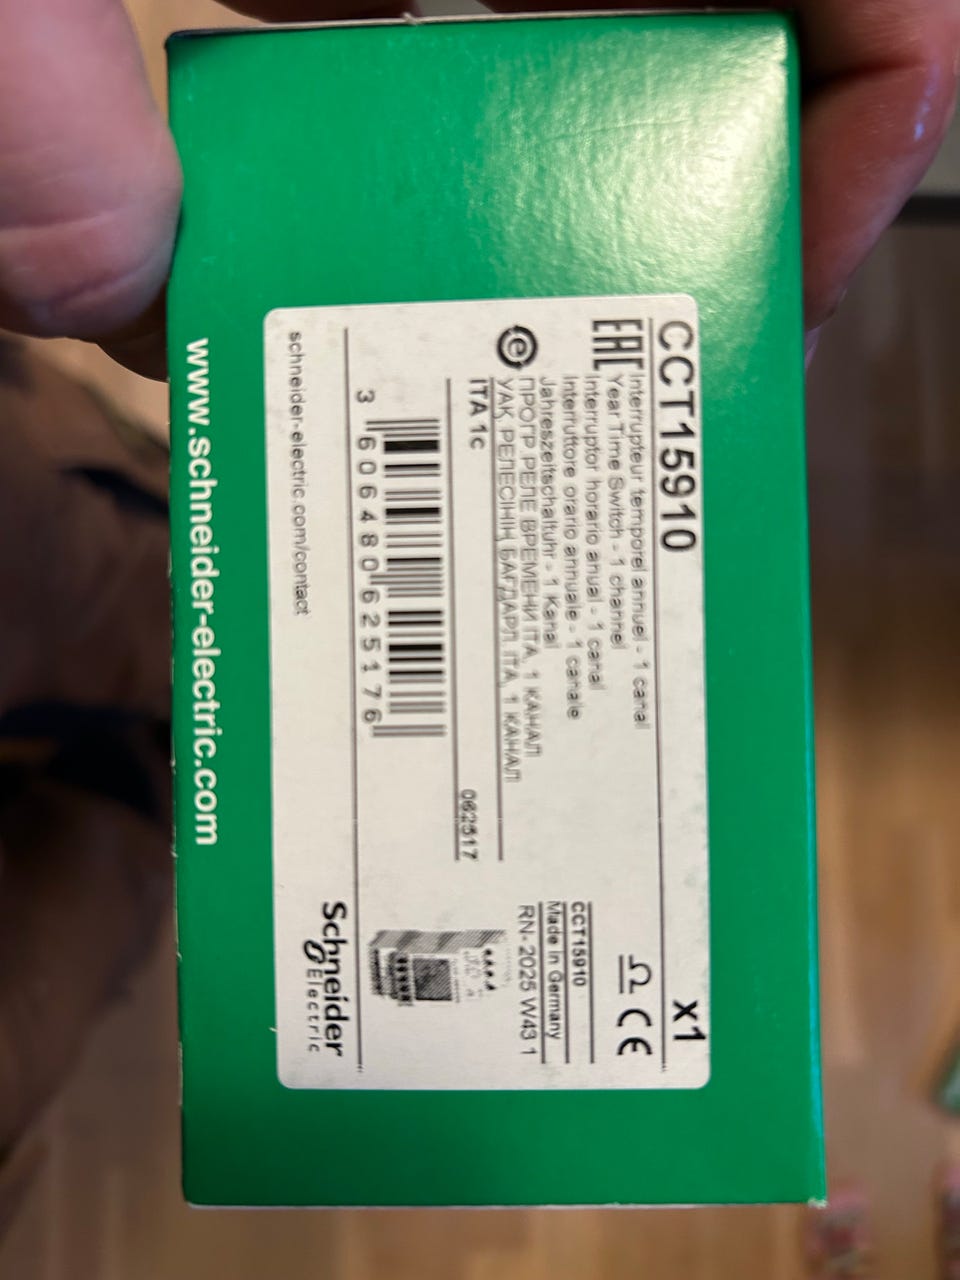 CCT15910
x1
Interrupteur temporel annuel - 1 canal
Year Time Switch - 1 channel
Interruptor horario anual - 1 canal
Interruttore orario annuale - 1 canale
Jahreszeitschaltuhr - 1 Kanal
ПРОГР. РЕЛЕ ВРЕМЕНИ ITA, 1 КАНАЛ
УАҚ. РЕЛЕСІНІҢ БАҒДАРЛ. ITA, 1 КАНАЛ
EAC
CE
CCT15910
Made in Germany
RN- 2025 W43 1
ITA 1c
062517
3 606480 625176
Schneider
Electric
schneider-electric.com/contact
www.schneider-electric.com